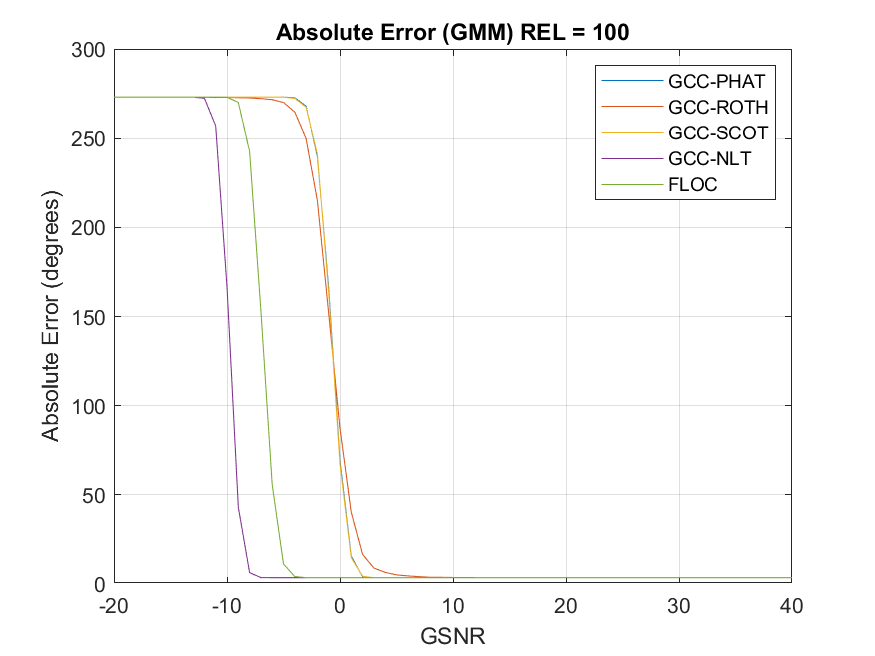 Absolute Error (GMM) REL = 100
300
250
200
150
100
50
0
Absolute Error (degrees)
GCC-PHAT
GCC-ROTH
GCC-SCOT
GCC-NLT
FLOC
-20 -10 0 10 20 30 40
GSNR